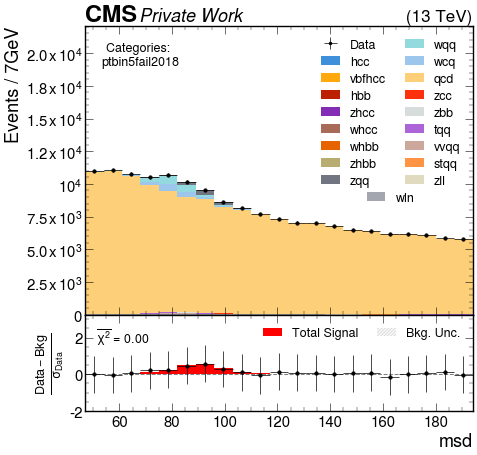 CMS Private Work (13 TeV)
Events / 7GeV
Categories:
ptbin5fail2018
Data
hcc
vbfhcc
hbb
zhcc
whcc
whbb
zhbb
zqq
wqq
wcq
qcd
zcc
zbb
tqq
vvqq
stqq
zll
wln
2.0 x 10⁴
1.8 x 10⁴
1.5 x 10⁴
1.2 x 10⁴
10⁴
7.5 x 10³
5.0 x 10³
2.5 x 10³
0
Data − Bkg
σData
χ² = 0.00
Total Signal
Bkg. Unc.
2
0
-2
60 80 100 120 140 160 180
msd